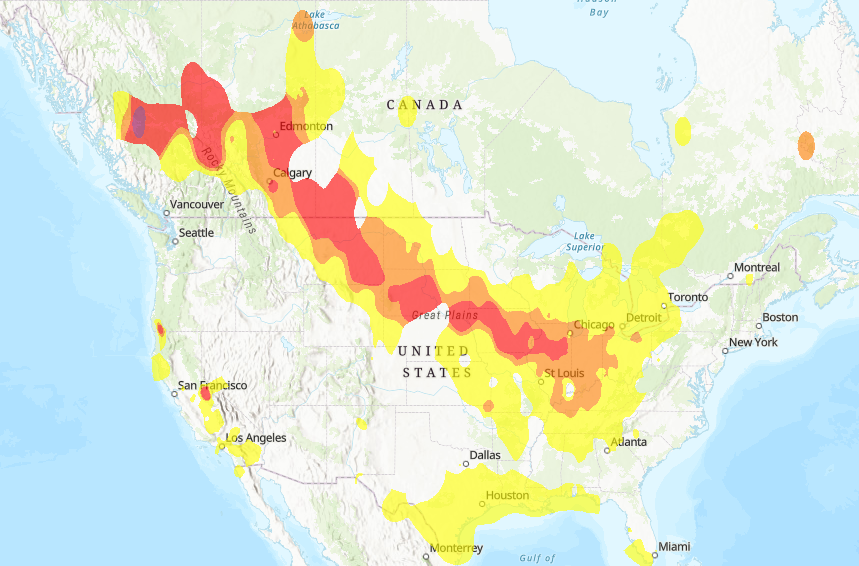 Hudson
Bay
Lake
Athabasca
CANADA
Edmonton
Rocky Mountains
Calgary
Vancouver
Seattle
Lake
Superior
Montreal
Toronto
Great Plains
Chicago
Detroit
Boston
New York
UNITED
STATES
St Louis
San Francisco
Los Angeles
Atlanta
Dallas
Houston
Monterrey
Miami
Gulf of